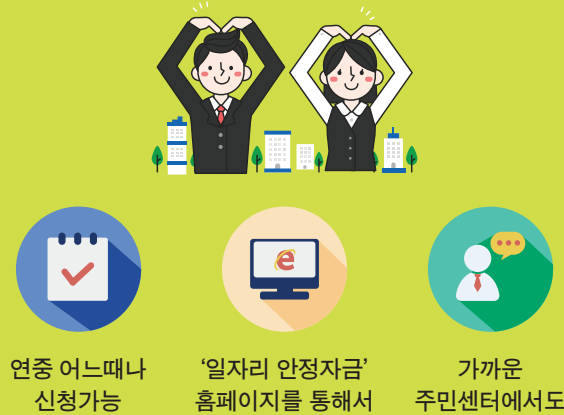 연중 어느때나
신청가능
'일자리 안정자금'
홈페이지를 통해서
가까운
주민센터에서도